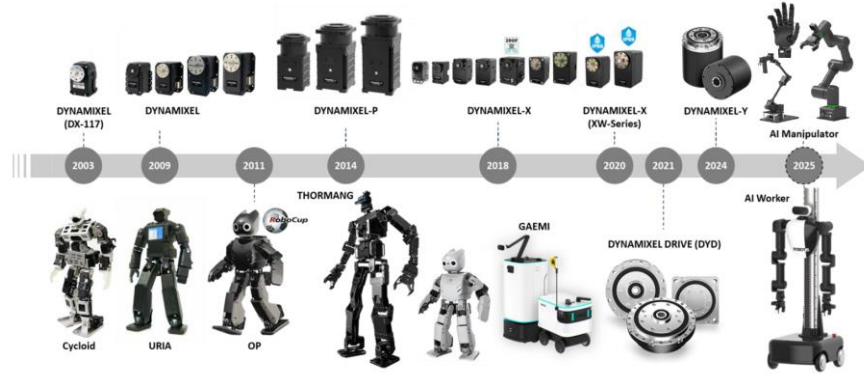 DYNAMIXEL
(DX-117)
DYNAMIXEL
DYNAMIXEL-P
DYNAMIXEL-X
DYNAMIXEL-X
(XW-Series)
DYNAMIXEL-Y
AI Manipulator
2003
2009
2011
2014
2018
2020
2021
2024
2025
THORMANG
RoboCup
GAEMI
AI Worker
DYNAMIXEL DRIVE (DYD)
Cycloid
URIA
OP